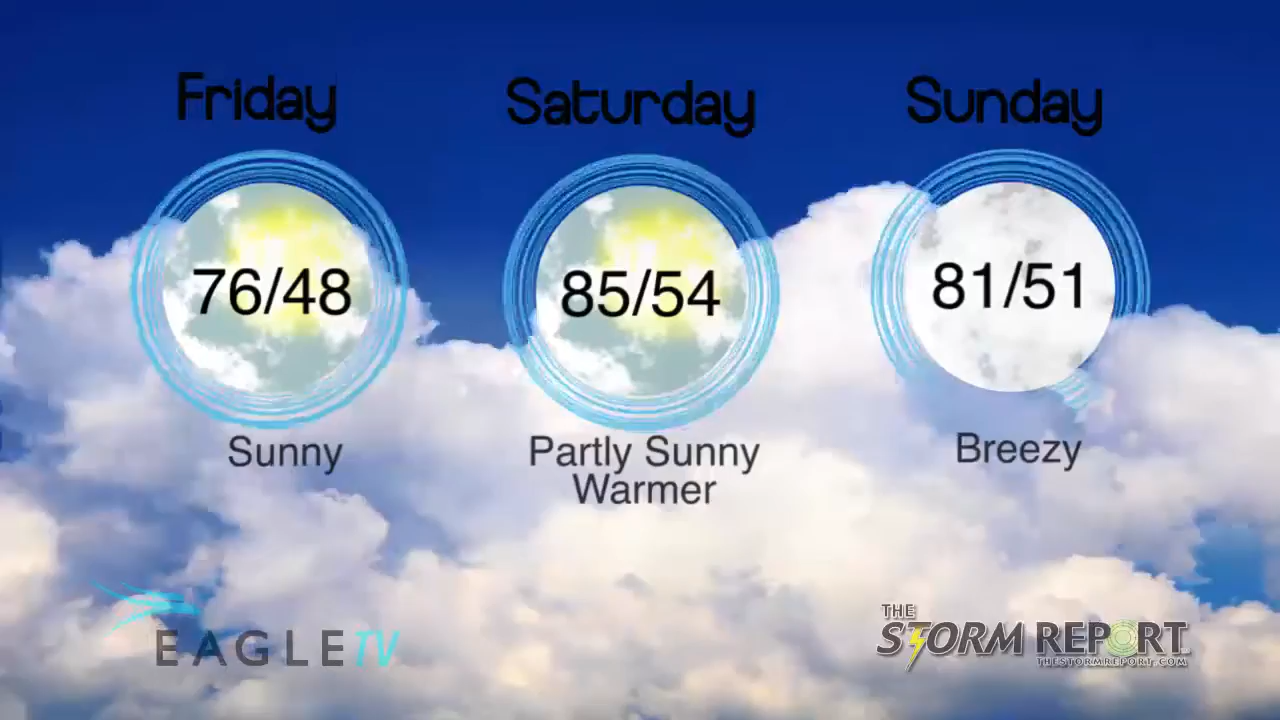 Friday
Saturday
Sunday
76/48
85/54
81/51
Sunny
Partly Sunny
Warmer
Breezy
EAGLE TV
THE
STORM REPORT
THESTORMREPORT.COM